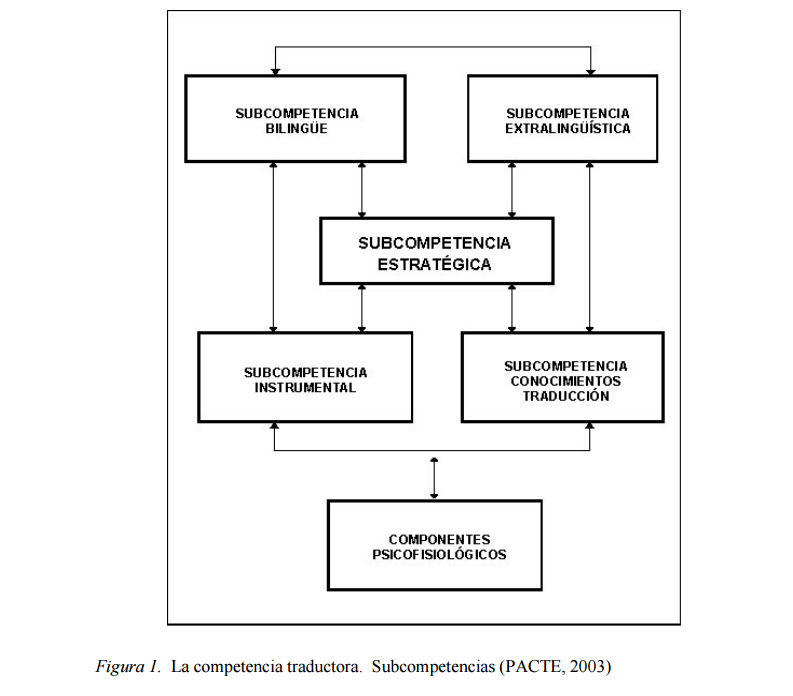 SUBCOMPETENCIA
BILINGÜE
SUBCOMPETENCIA
EXTRALINGÜÍSTICA
SUBCOMPETENCIA
ESTRATÉGICA
SUBCOMPETENCIA
INSTRUMENTAL
SUBCOMPETENCIA
CONOCIMIENTOS
TRADUCCIÓN
COMPONENTES
PSICOFISIOLÓGICOS
Figura 1. La competencia traductora. Subcompetencias (PACTE, 2003)